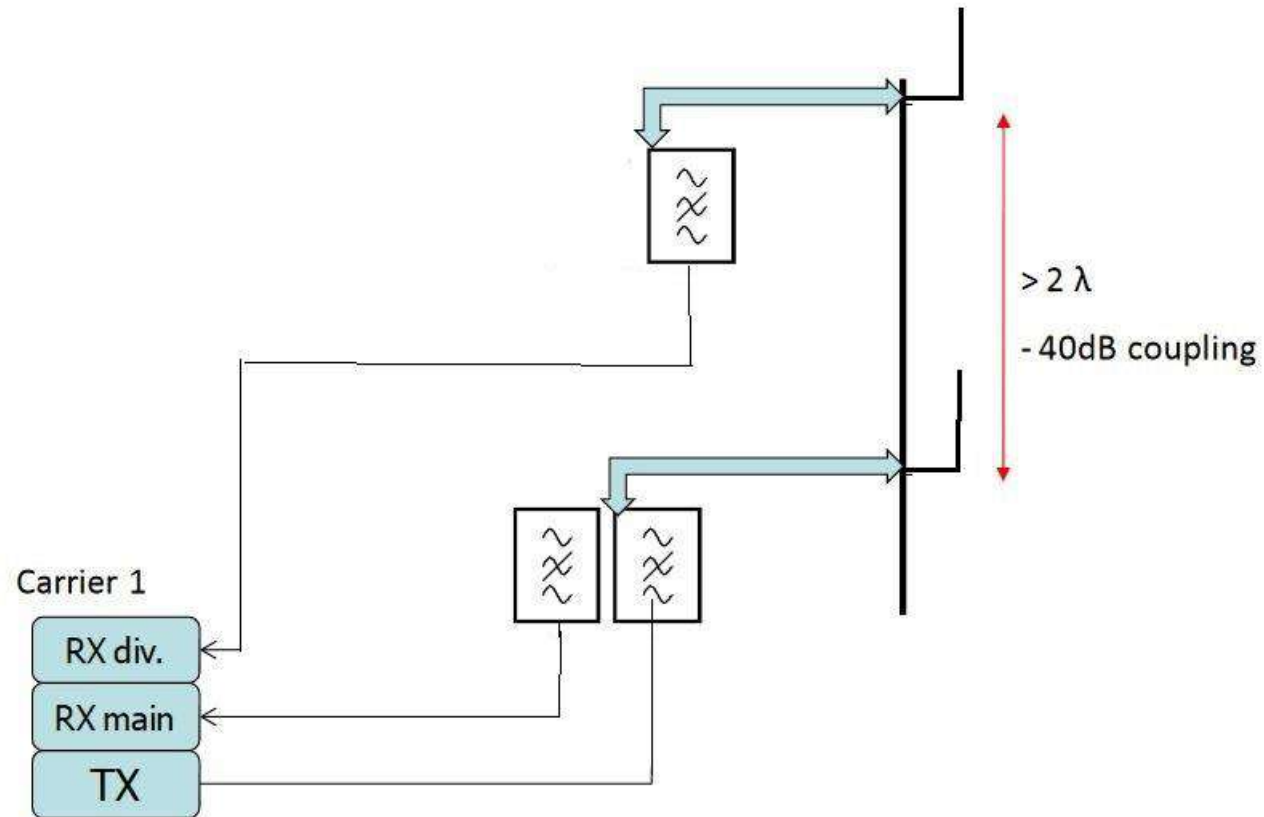 > 2 λ
- 40dB coupling
Carrier 1
RX div.
RX main
TX